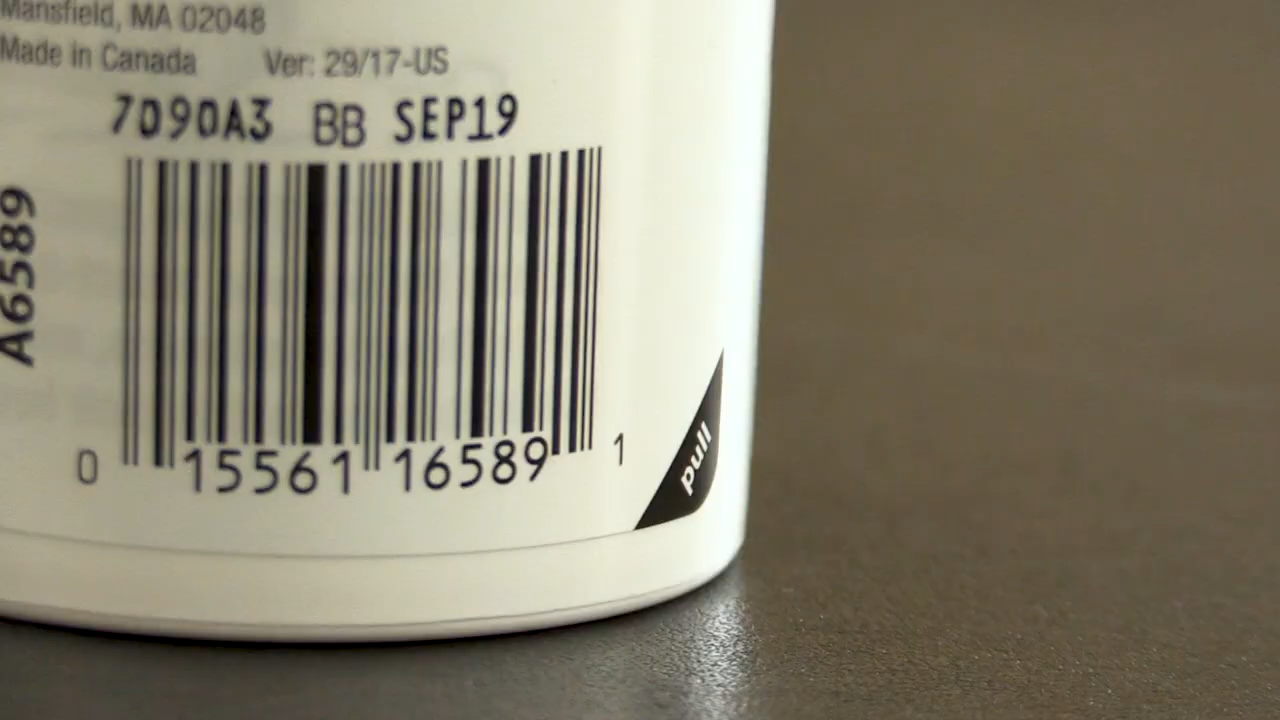 Mansfield, MA 02048
Made in Canada Ver: 29/17-US
7090A3 BB SEP19
A6589
0 15561 16589 1
pull